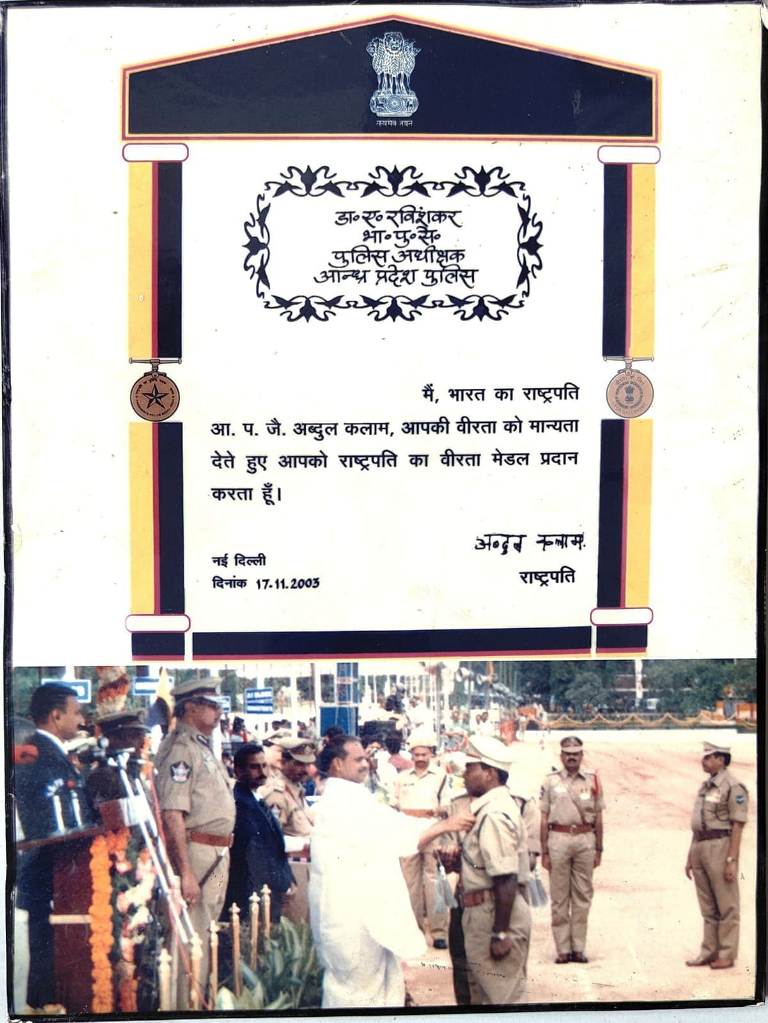 सत्यमेव जयते
डा॰ ए॰ रविशंकर
भा॰ पु॰ से॰
पुलिस अधीक्षक
आन्ध्र प्रदेश पुलिस
मैं, भारत का राष्ट्रपति
आ. प. जै. अब्दुल कलाम, आपकी वीरता को मान्यता
देते हुए आपको राष्ट्रपति का वीरता मेडल प्रदान
करता हूँ।
अब्दुल कलाम
नई दिल्ली
राष्ट्रपति
दिनांक 17.11.2003